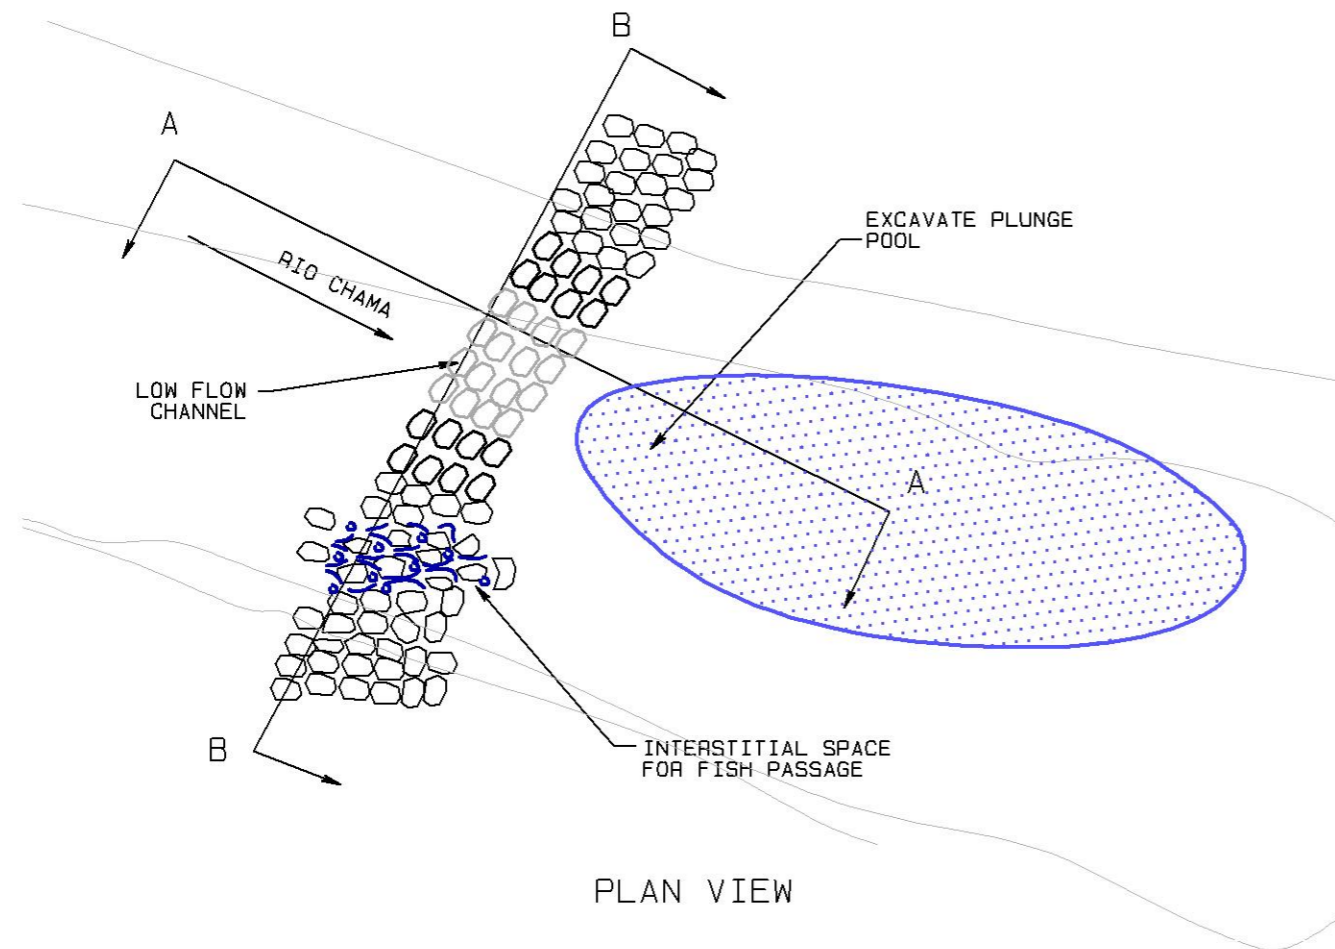 B
A
EXCAVATE PLUNGE
POOL
RIO CHAMA
LOW FLOW
CHANNEL
A
B
INTERSTITIAL SPACE
FOR FISH PASSAGE
PLAN VIEW